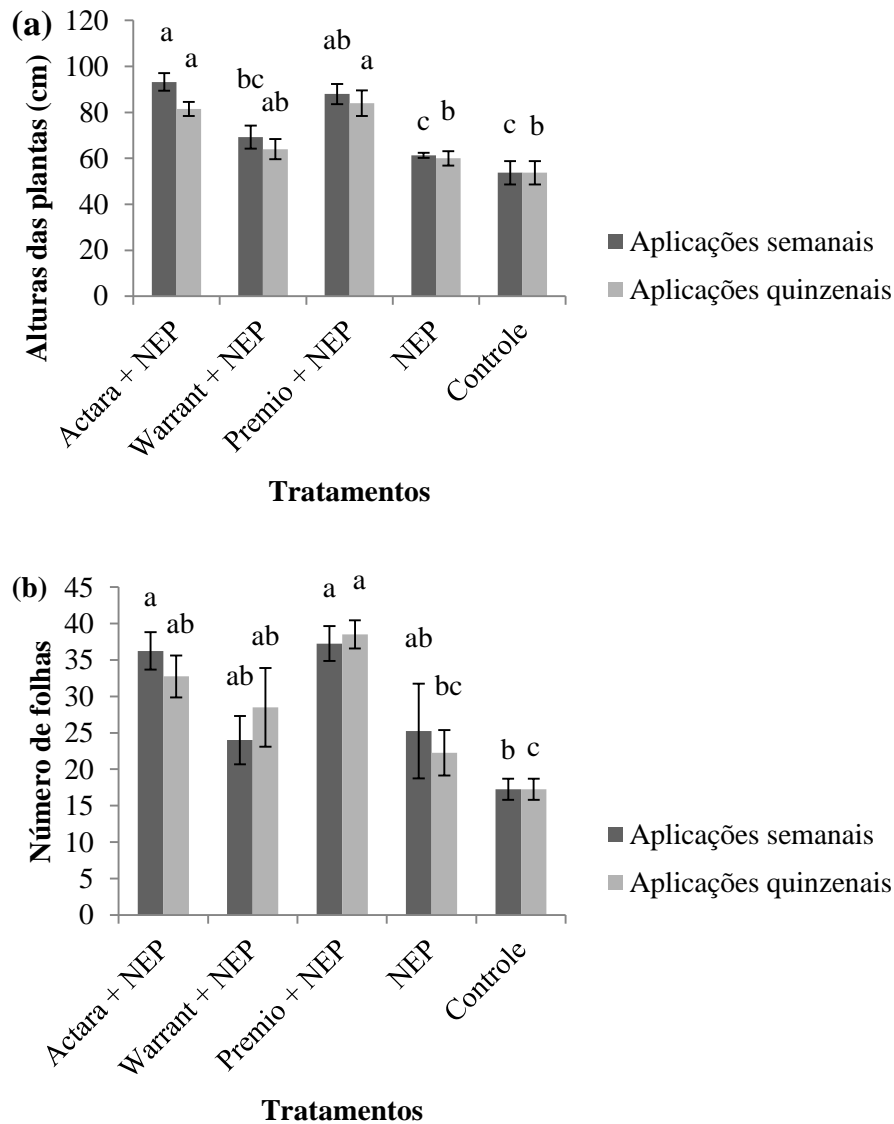 (a)
Alturas das plantas (cm)
120
100
80
60
40
20
0
a
a
bc
ab
ab
a
c
b
c
b
Actara + NEP
Warrant + NEP
Premio + NEP
NEP
Controle
Tratamentos
Aplicações semanais
Aplicações quinzenais
(b)
Número de folhas
45
40
35
30
25
20
15
10
5
0
a
ab
ab
ab
a
a
ab
bc
b
c
Actara + NEP
Warrant + NEP
Premio + NEP
NEP
Controle
Tratamentos
Aplicações semanais
Aplicações quinzenais